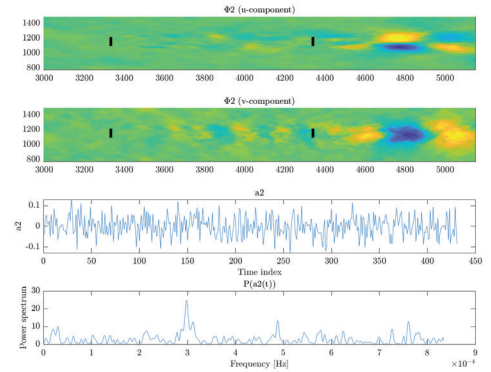 Φ2 (u-component)
1400
1200
1000
800
3000 3200 3400 3600 3800 4000 4200 4400 4600 4800 5000
Φ2 (v-component)
1400
1200
1000
800
3000 3200 3400 3600 3800 4000 4200 4400 4600 4800 5000
a2
0.1
0
-0.1
a2
0 50 100 150 200 250 300 350 400 450
Time index
P(a2(t))
30
20
10
0
Power spectrum
0 1 2 3 4 5 6 7 8 9
Frequency [Hz]
×10⁻⁴